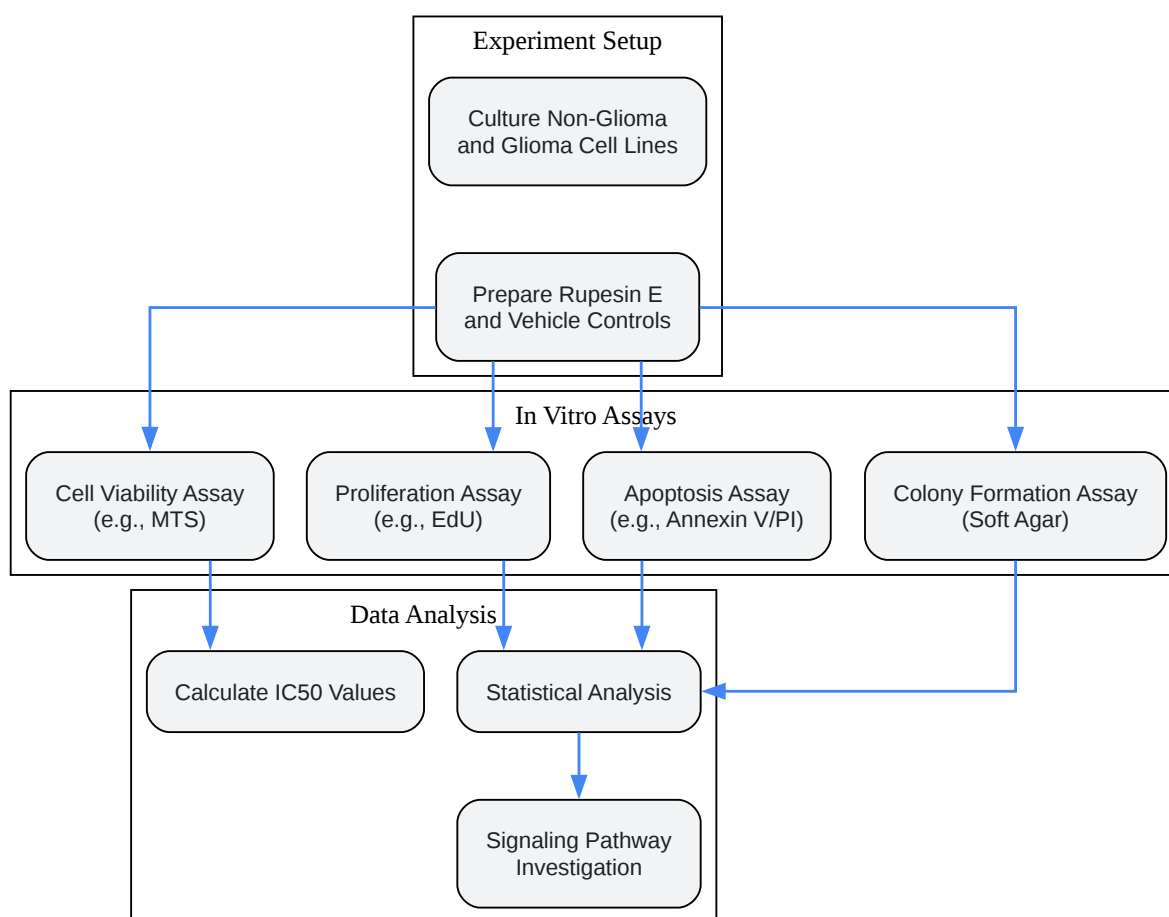 Experiment Setup
Culture Non-Glioma
and Glioma Cell Lines
Prepare Rupesin E
and Vehicle Controls
In Vitro Assays
Cell Viability Assay
(e.g., MTS)
Proliferation Assay
(e.g., EdU)
Apoptosis Assay
(e.g., Annexin V/PI)
Colony Formation Assay
(Soft Agar)
Data Analysis
Calculate IC50 Values
Statistical Analysis
Signaling Pathway
Investigation